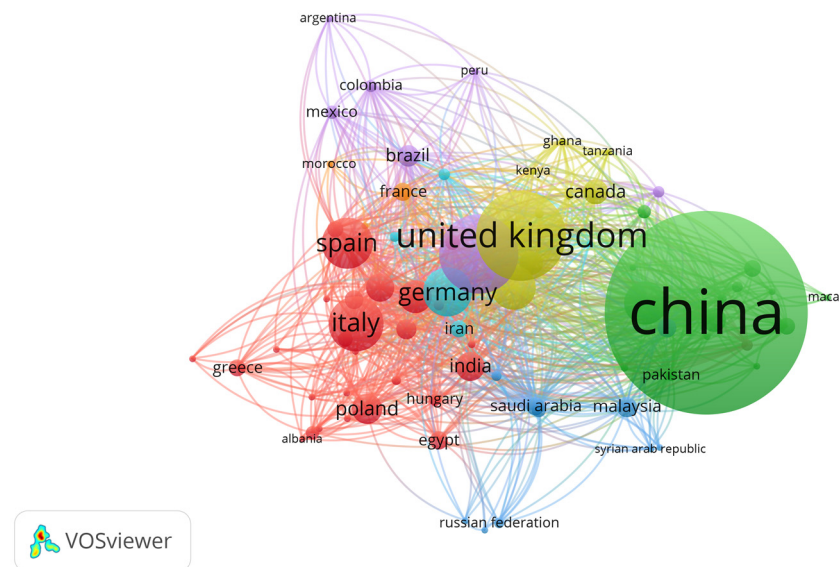 argentina
peru
colombia
mexico
ghana
tanzania
brazil
morocco
kenya
france
canada
united kingdom
spain
germany
maca
china
italy
iran
greece
india
pakistan
hungary
poland
saudi arabia
malaysia
albania
egypt
syrian arab republic
russian federation
VOSviewer